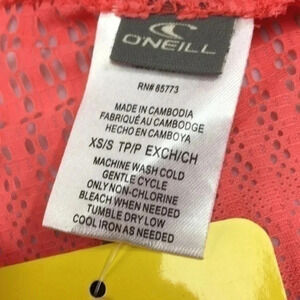 O'NEILL
RN# 85773
MADE IN CAMBODIA
FABRIQUÉ AU CAMBODGE
HECHO EN CAMBOYA
XS/S TP/P EXCH/CH
MACHINE WASH COLD
GENTLE CYCLE
ONLY NON-CHLORINE
BLEACH WHEN NEEDED
TUMBLE DRY LOW
COOL IRON AS NEEDED